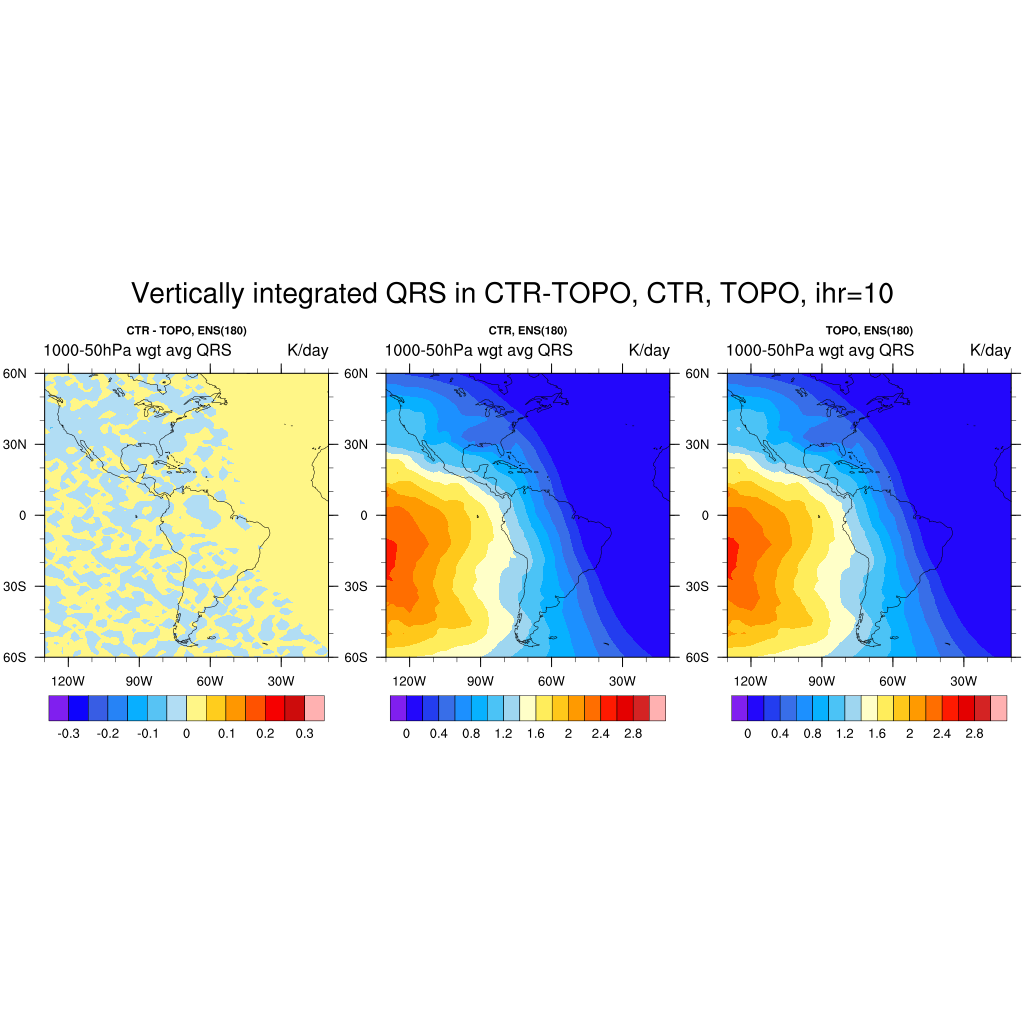 Vertically integrated QRS in CTR-TOPO, CTR, TOPO, ihr=10
CTR - TOPO, ENS(180)
1000-50hPa wgt avg QRS K/day
60N
30N
0
30S
60S
120W 90W 60W 30W
-0.3 -0.2 -0.1 0 0.1 0.2 0.3
CTR, ENS(180)
1000-50hPa wgt avg QRS K/day
60N
30N
0
30S
60S
120W 90W 60W 30W
0 0.4 0.8 1.2 1.6 2 2.4 2.8
TOPO, ENS(180)
1000-50hPa wgt avg QRS K/day
60N
30N
0
30S
60S
120W 90W 60W 30W
0 0.4 0.8 1.2 1.6 2 2.4 2.8